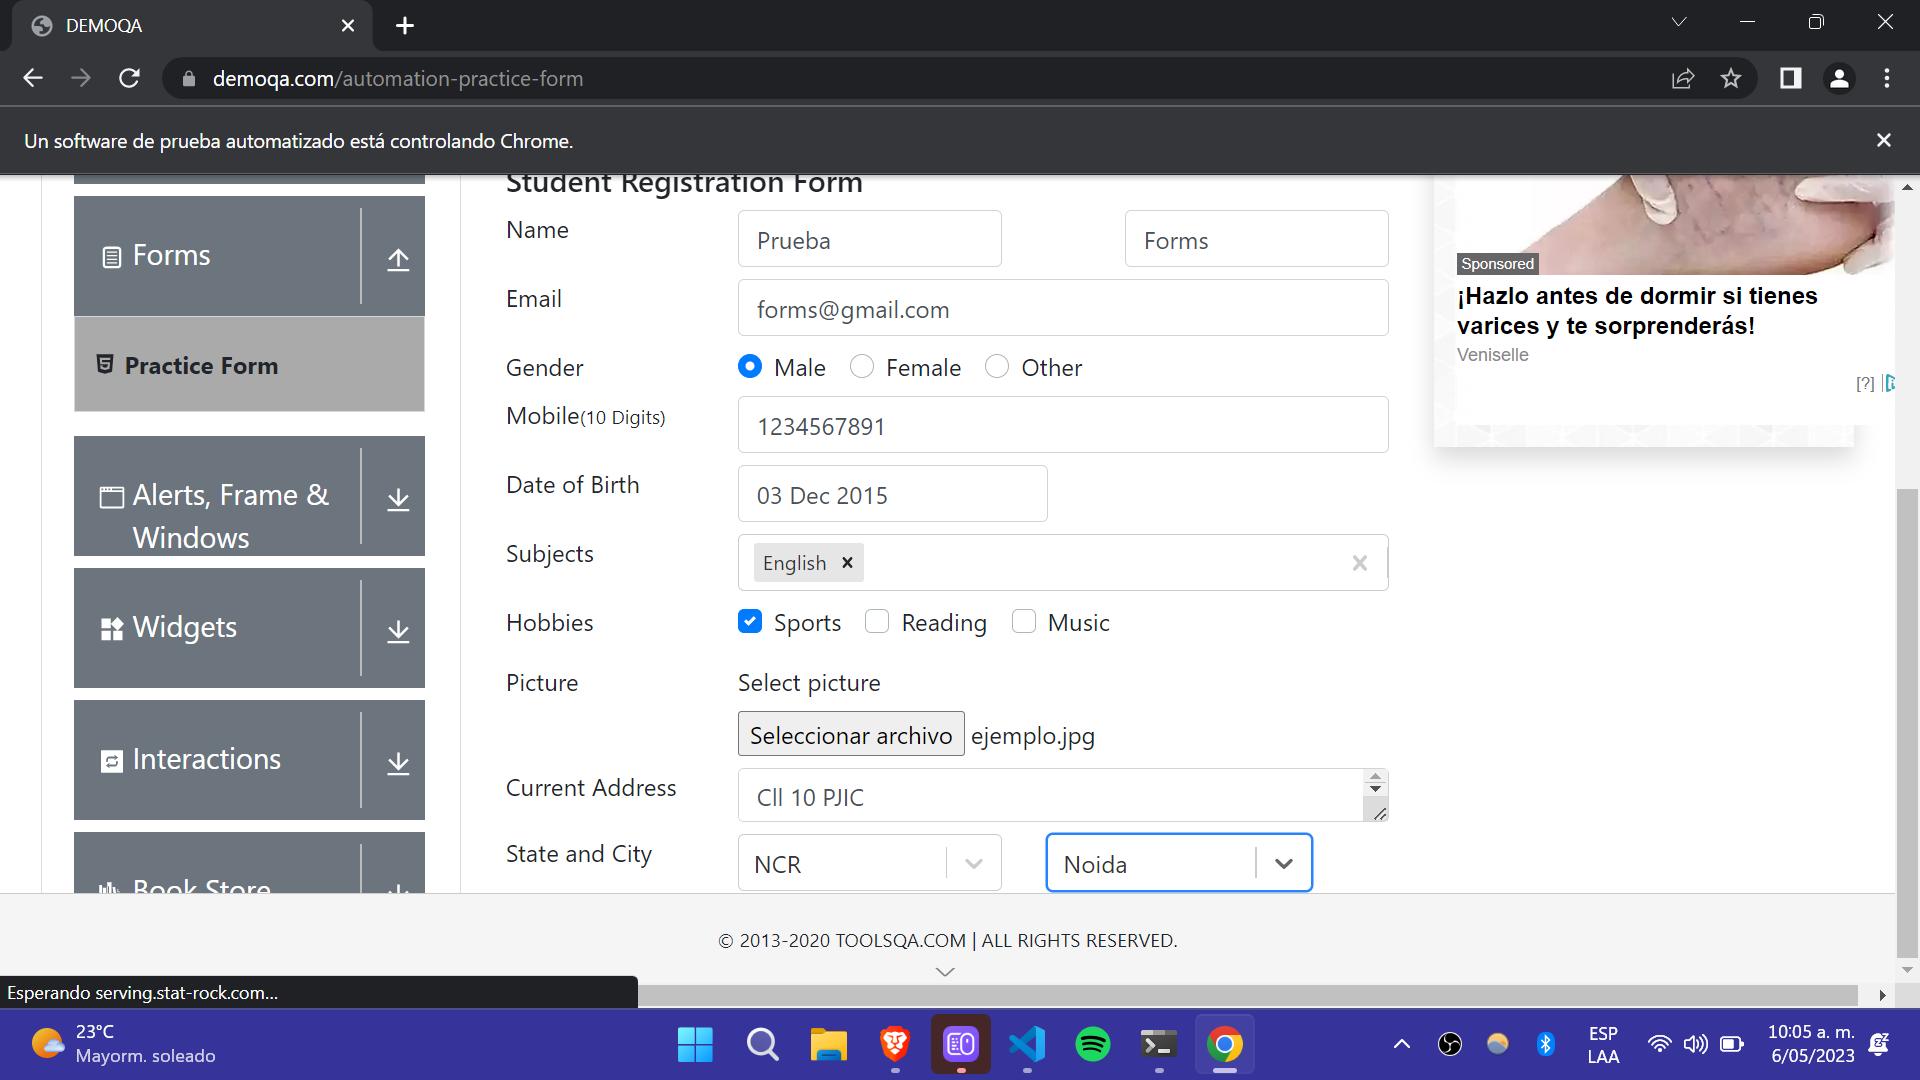 DEMOQA
demoqa.com/automation-practice-form
Un software de prueba automatizado está controlando Chrome.
Student Registration Form
Forms
Practice Form
Alerts, Frame &
Windows
Widgets
Interactions
Book Store
Name
Prueba
Forms
Email
forms@gmail.com
Gender
Male
Female
Other
Mobile(10 Digits)
1234567891
Date of Birth
03 Dec 2015
Subjects
English
Hobbies
Sports
Reading
Music
Picture
Select picture
Seleccionar archivo
ejemplo.jpg
Current Address
Cll 10 PJIC
State and City
NCR
Noida
Sponsored
¡Hazlo antes de dormir si tienes
varices y te sorprenderás!
Veniselle
[?]
© 2013-2020 TOOLSQA.COM | ALL RIGHTS RESERVED.
Esperando serving.stat-rock.com...
23°C
Mayorm. soleado
ESP
LAA
10:05 a. m.
6/05/2023